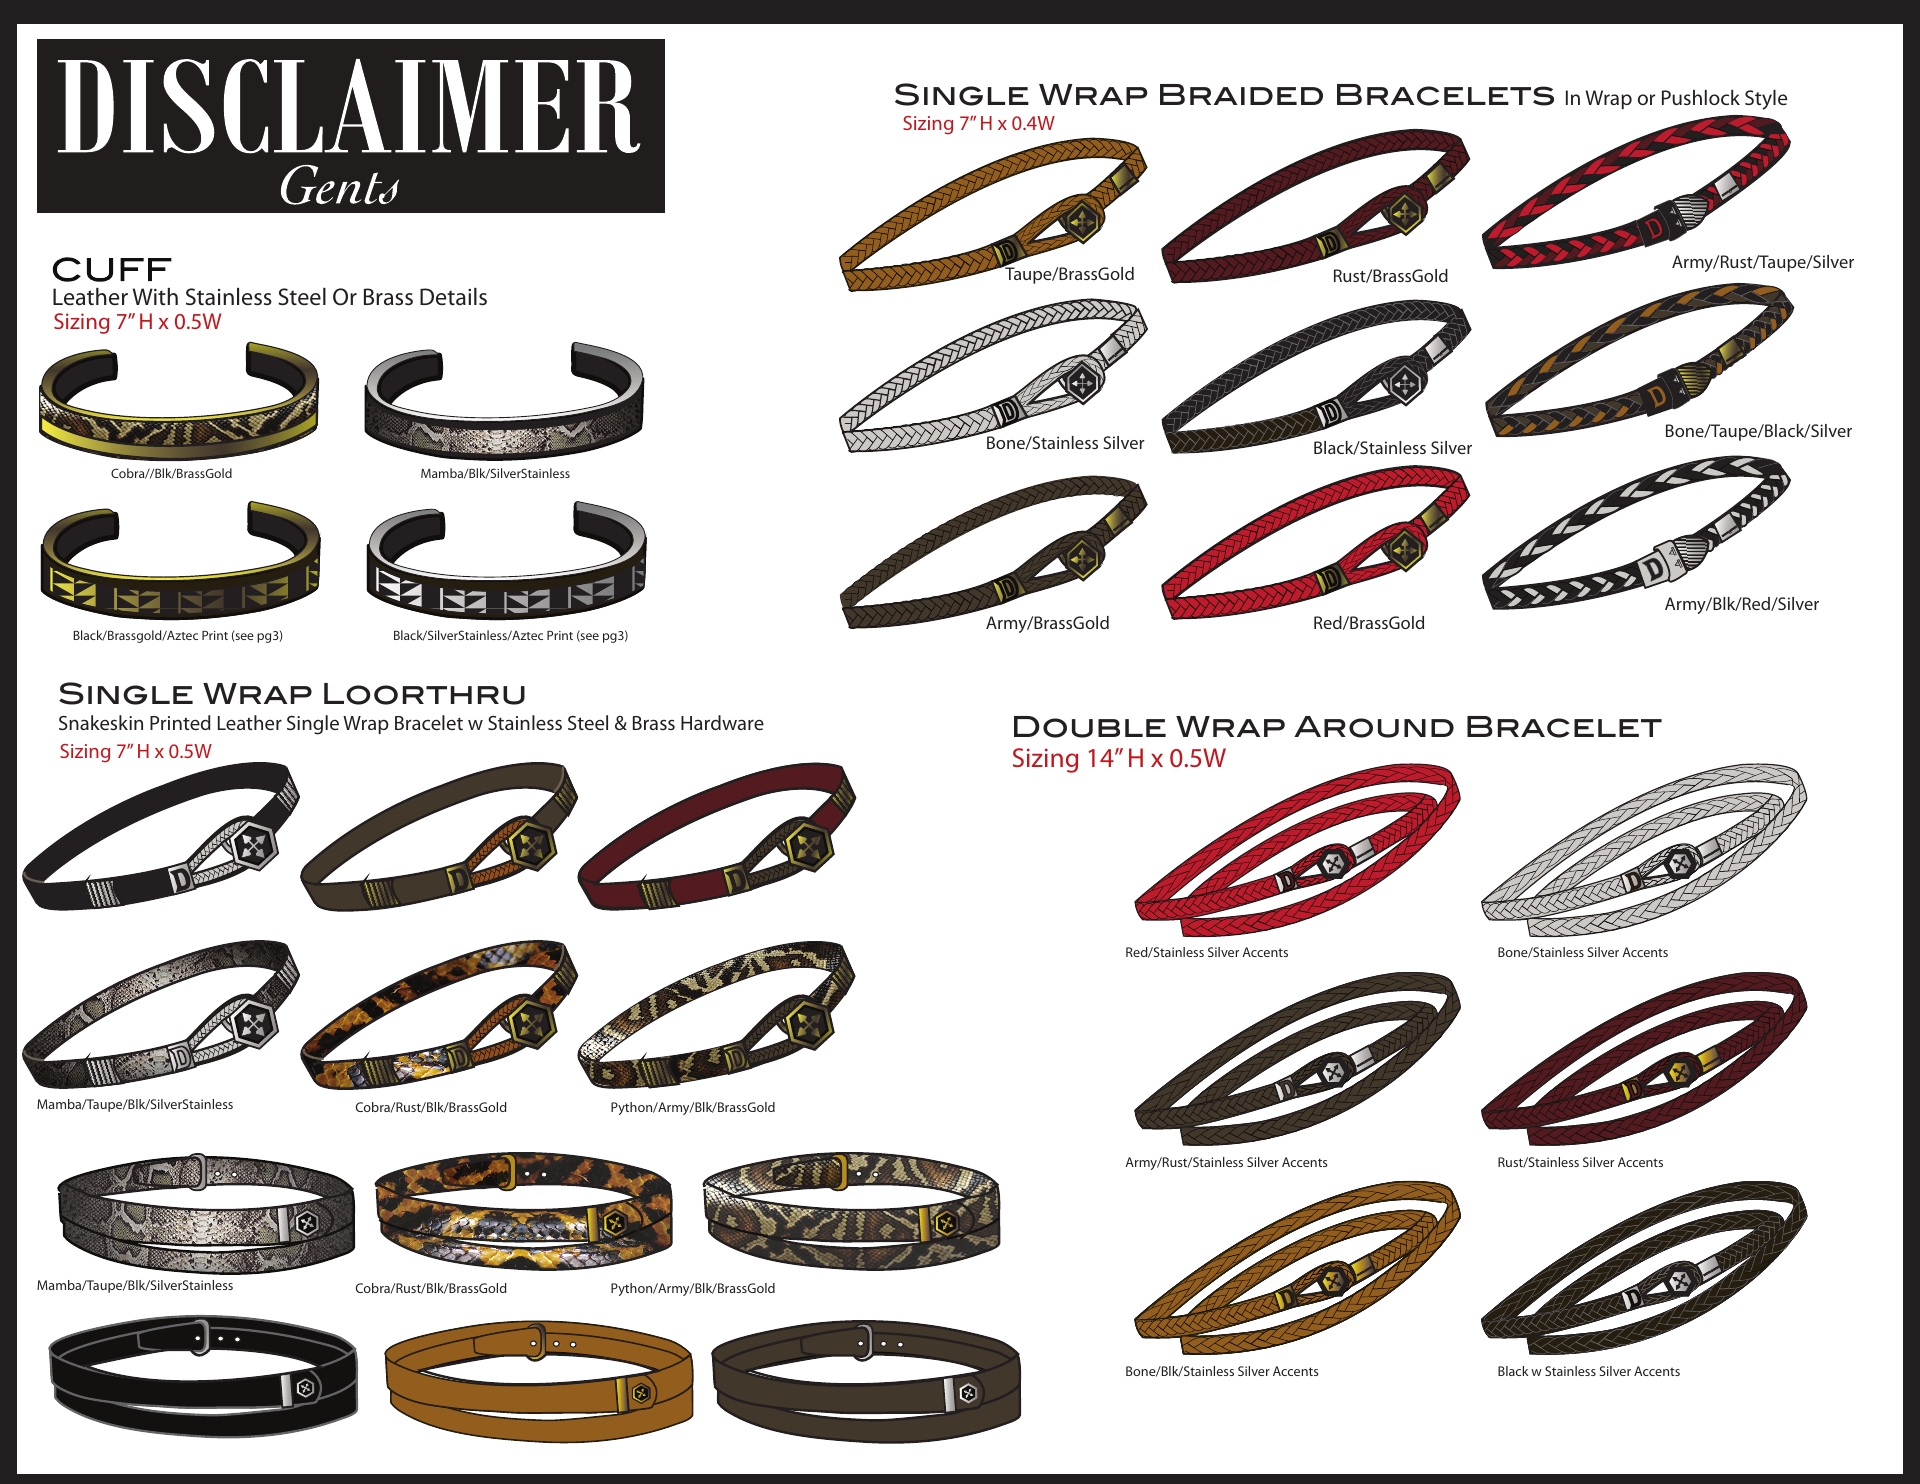 DISCLAIMER
Gents
CUFF
Leather With Stainless Steel Or Brass Details
Sizing 7” H x 0.5W
Cobra//Blk/BrassGold
Mamba/Blk/SilverStainless
Black/Brassgold/Aztec Print (see pg3)
Black/SilverStainless/Aztec Print (see pg3)
Single Wrap Braided Bracelets In Wrap or Pushlock Style
Sizing 7” H x 0.4W
Taupe/BrassGold
Rust/BrassGold
Army/Rust/Taupe/Silver
Bone/Stainless Silver
Black/Stainless Silver
Bone/Taupe/Black/Silver
Army/BrassGold
Red/BrassGold
Army/Blk/Red/Silver
Single Wrap Loorthru
Snakeskin Printed Leather Single Wrap Bracelet w Stainless Steel & Brass Hardware
Sizing 7” H x 0.5W
Mamba/Taupe/Blk/SilverStainless
Cobra/Rust/Blk/BrassGold
Python/Army/Blk/BrassGold
Mamba/Taupe/Blk/SilverStainless
Cobra/Rust/Blk/BrassGold
Python/Army/Blk/BrassGold
Double Wrap Around Bracelet
Sizing 14” H x 0.5W
Red/Stainless Silver Accents
Bone/Stainless Silver Accents
Army/Rust/Stainless Silver Accents
Rust/Stainless Silver Accents
Bone/Blk/Stainless Silver Accents
Black w Stainless Silver Accents